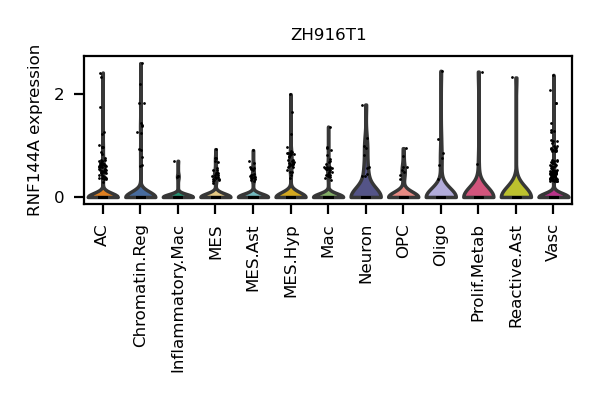 ZH916T1
RNF144A expression
2
0
AC
Chromatin.Reg
Inflammatory.Mac
MES
MES.Ast
MES.Hyp
Mac
Neuron
OPC
Oligo
Prolif.Metab
Reactive.Ast
Vasc